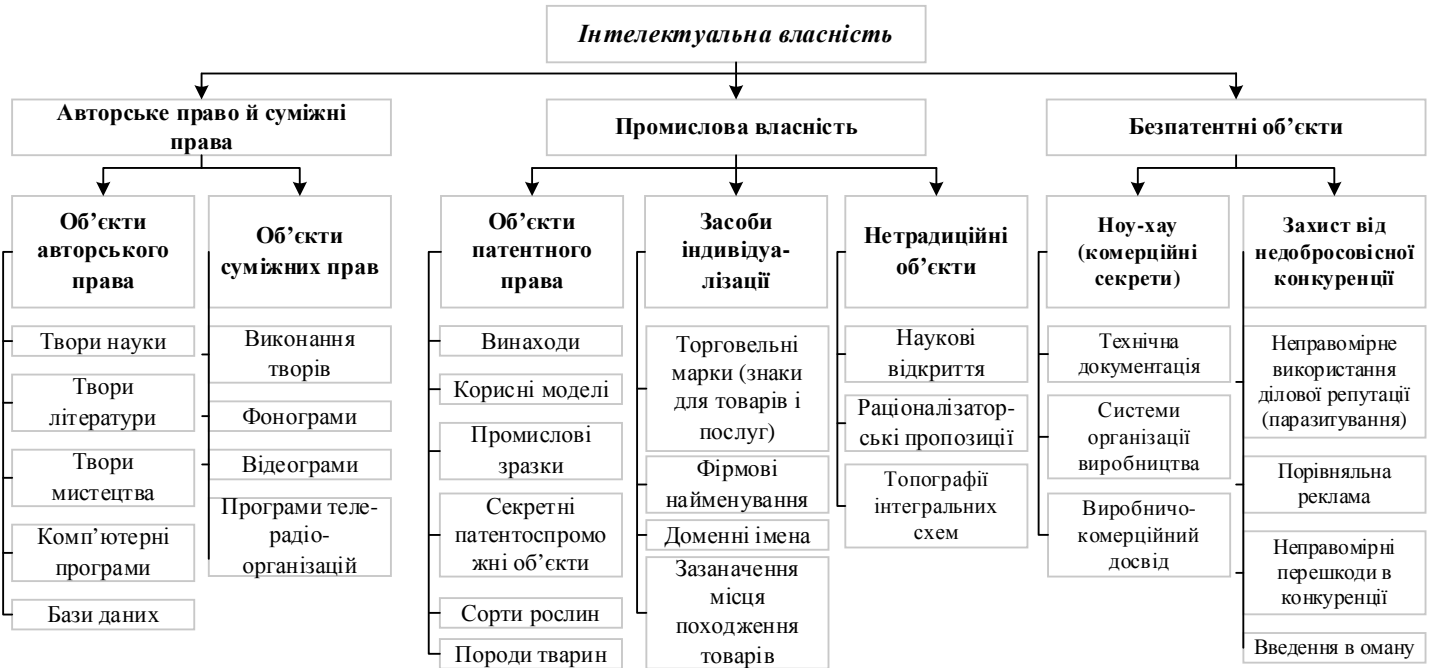 Інтелектуальна власність
Авторське право й суміжні
права
Промислова власність
Безпатентні об’єкти
Об’єкти
авторського
права
Твори науки
Твори
літератури
Твори
мистецтва
Комп’ютерні
програми
Бази даних
Об’єкти
суміжних прав
Виконання
творів
Фонограми
Відеограми
Програми теле-
радіо-
організацій
Об’єкти
патентного
права
Винаходи
Корисні моделі
Промислові
зразки
Секретні
патентоспромо
жні об’єкти
Сорти рослин
Породи тварин
Засоби
індивідуа-
лізації
Торговельні
марки (знаки
для товарів і
послуг)
Фірмові
найменування
Доменні імена
Зазаначення
місця
походження
товарів
Нетрадиційні
об’єкти
Наукові
відкриття
Раціоналізатор-
ські пропозиції
Топографії
інтегральних
схем
Ноу-хау
(комерційні
секрети)
Технічна
документація
Системи
організації
виробництва
Виробничо-
комерційний
досвід
Захист від
недобросовісної
конкуренції
Неправомірне
використання
ділової репутації
(паразитування)
Порівняльна
реклама
Неправомірні
перешкоди в
конкуренції
Введення в оману